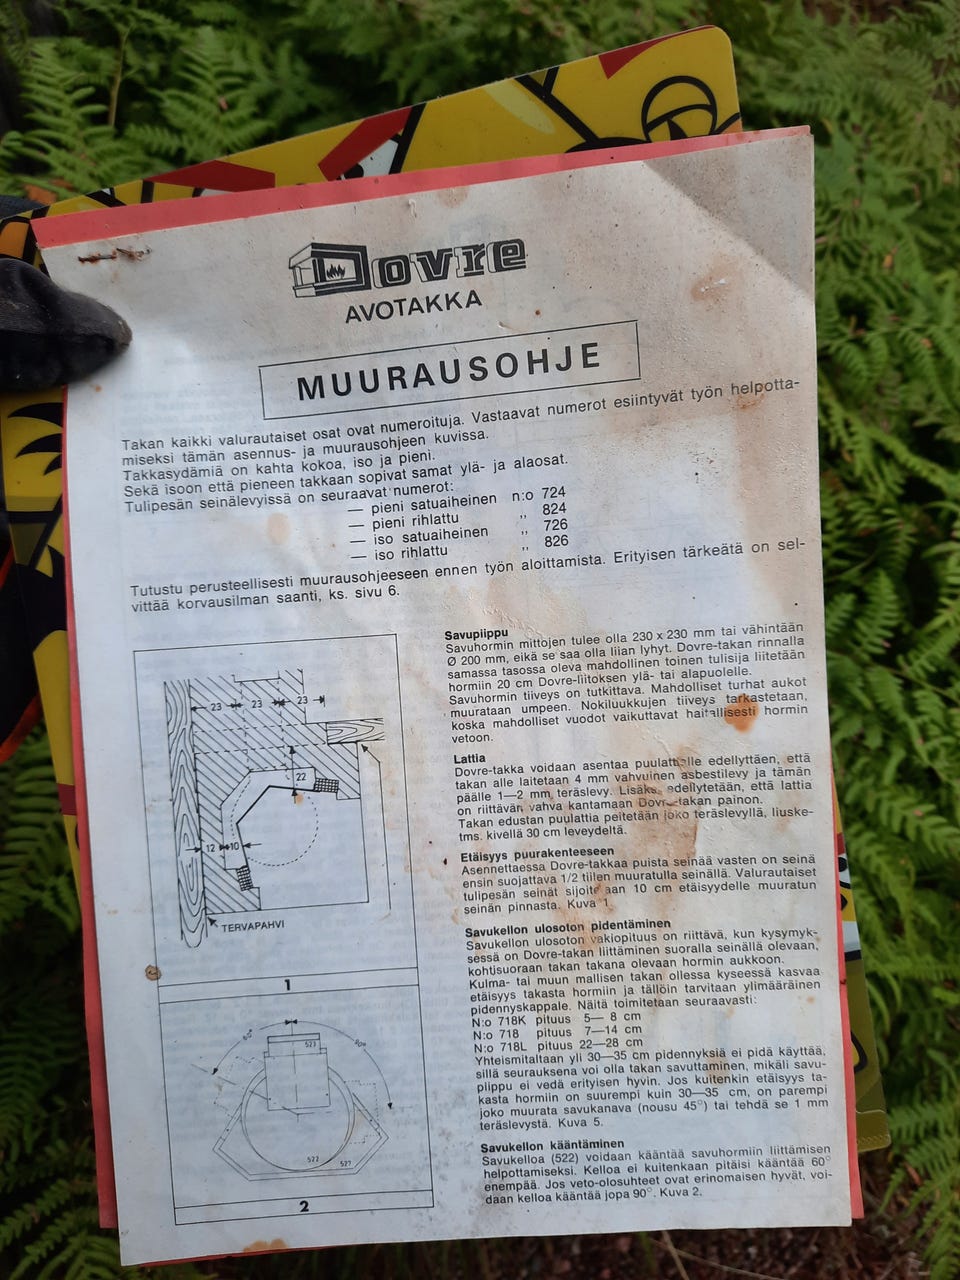 Dovre
AVOTAKKA
MUURAUSOHJE
Takan kaikki valurautaiset osat ovat numeroituja. Vastaavat numerot esiintyvät työn helpotta-
miseksi tämän asennus- ja muurausohjeen kuvissa.
Takkasydämiä on kahta kokoa, iso ja pieni.
Sekä isoon että pieneen takkaan sopivat samat ylä- ja alaosat.
Tulipesän seinälevyissä on seuraavat numerot:
— pieni satuaiheinen n:o 724
— pieni rihlattu ,, 824
— iso satuaiheinen ,, 726
— iso rihlattu ,, 826
Tutustu perusteellisesti muurausohjeeseen ennen työn aloittamista. Erityisen tärkeätä on sel-
vittää korvausilman saanti, ks. sivu 6.
23 23 23
22
12 10
TERVAPAHVI
1
60°
90°
523
522
527
2
Savupiippu
Savuhormin mittojen tulee olla 230 x 230 mm tai vähintään
Ø 200 mm, eikä se saa olla liian lyhyt. Dovre-takan rinnalla
samassa tasossa oleva mahdollinen toinen tulisija liitetään
hormiin 20 cm Dovre-liitoksen ylä- tai alapuolelle.
Savuhormin tiiveys on tutkittava. Mahdolliset turhat aukot
muurataan umpeen. Nokiluukkujen tiiveys tarkastetaan,
koska mahdolliset vuodot vaikuttavat haitallisesti hormin
vetoon.
Lattia
Dovre-takka voidaan asentaa puulattialle edellyttäen, että
takan alle laitetaan 4 mm vahvuinen asbestilevy ja tämän
päälle 1—2 mm teräslevy. Lisäksi edellytetään, että lattia
on riittävän vahva kantamaan Dovre-takan painon.
Takan edustan puulattia peitetään joko teräslevyllä, liuske-
tms. kivellä 30 cm leveydeltä.
Etäisyys puurakenteeseen
Asennettaessa Dovre-takkaa puista seinää vasten on seinä
ensin suojattava 1/2 tiilen muuratulla seinällä. Valurautaiset
tulipesän seinät sijoitetaan 10 cm etäisyydelle muuratun
seinän pinnasta. Kuva 1.
Savukellon ulosoton pidentäminen
Savukellon ulosoton vakiopituus on riittävä, kun kysymyk-
sessä on Dovre-takan liittäminen suoralla seinällä olevaan,
kohtisuoraan takan takana olevaan hormin aukkoon.
Kulma- tai muun mallisen takan ollessa kyseessä kasvaa
etäisyys takasta hormiin ja tällöin tarvitaan ylimääräinen
pidennyskappale. Näitä toimitetaan seuraavasti:
N:o 718K pituus 5— 8 cm
N:o 718 pituus 7—14 cm
N:o 718L pituus 22—28 cm
Yhteismitaltaan yli 30—35 cm pidennyksiä ei pidä käyttää,
sillä seurauksena voi olla takan savuttaminen, mikäli savu-
piippu ei vedä erityisen hyvin. Jos kuitenkin etäisyys ta-
kasta hormiin on suurempi kuin 30—35 cm, on parempi
joko muurata savukanava (nousu 45°) tai tehdä se 1 mm
teräslevystä. Kuva 5.
Savukellon kääntäminen
Savukelloa (522) voidaan kääntää savuhormiin liittämisen
helpottamiseksi. Kelloa ei kuitenkaan pitäisi kääntää 60°
enempää. Jos veto-olosuhteet ovat erinomaisen hyvät, voi-
daan kelloa kääntää jopa 90°. Kuva 2.